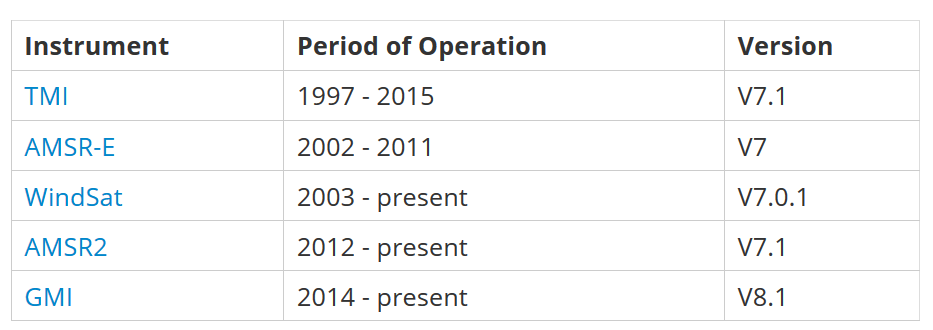 Instrument Period of Operation Version
TMI 1997 - 2015 V7.1
AMSR-E 2002 - 2011 V7
WindSat 2003 - present V7.0.1
AMSR2 2012 - present V7.1
GMI 2014 - present V8.1